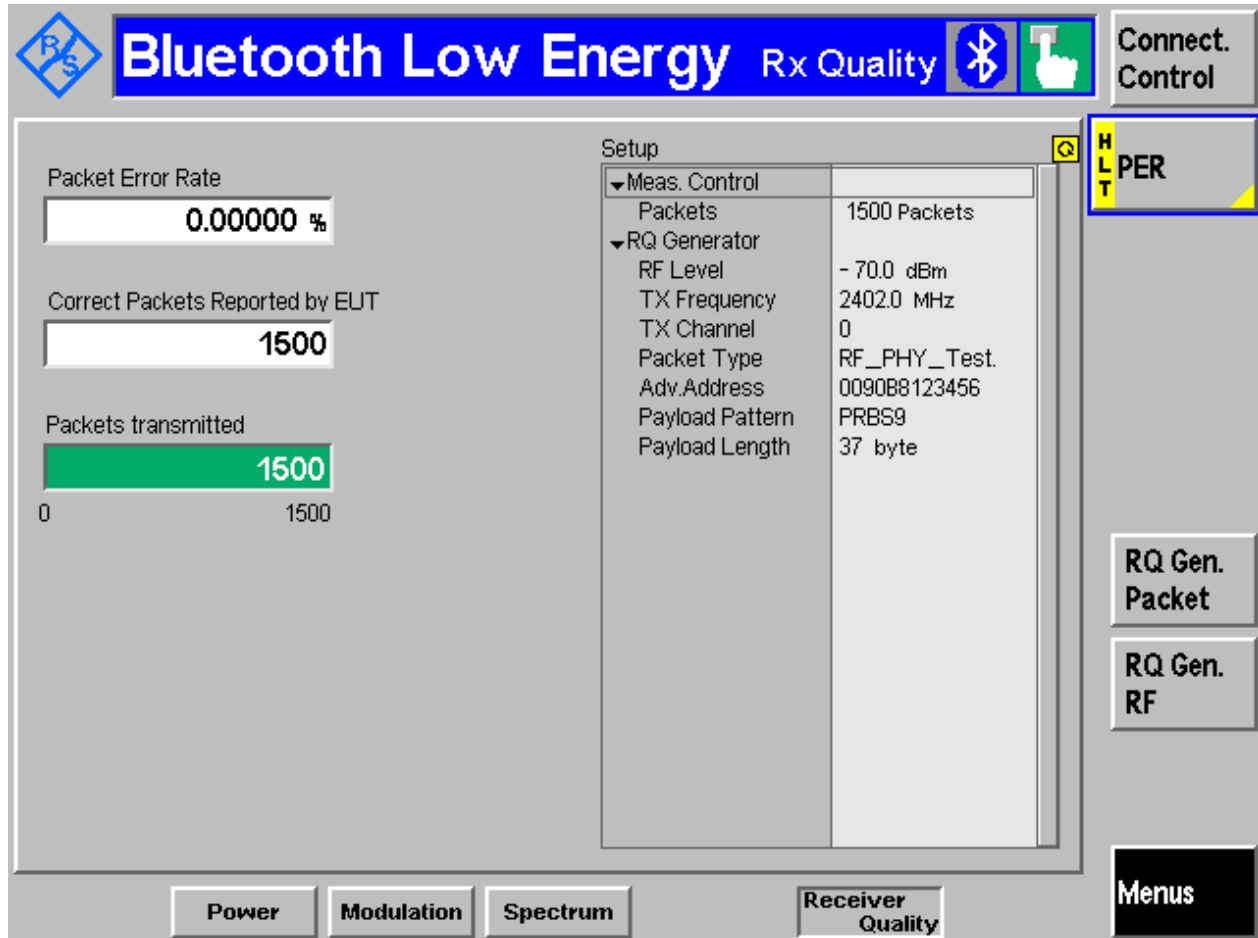 R S
Bluetooth Low Energy Rx Quality
Connect.
Control
Packet Error Rate
0.00000 %
Correct Packets Reported by EUT
1500
Packets transmitted
1500
0 1500
Setup
Meas. Control
Packets 1500 Packets
RQ Generator
RF Level - 70.0 dBm
TX Frequency 2402.0 MHz
TX Channel 0
Packet Type RF_PHY_Test.
Adv.Address 0090B8123456
Payload Pattern PRBS9
Payload Length 37 byte
HLT PER
RQ Gen.
Packet
RQ Gen.
RF
Power Modulation Spectrum
Receiver
Quality
Menus